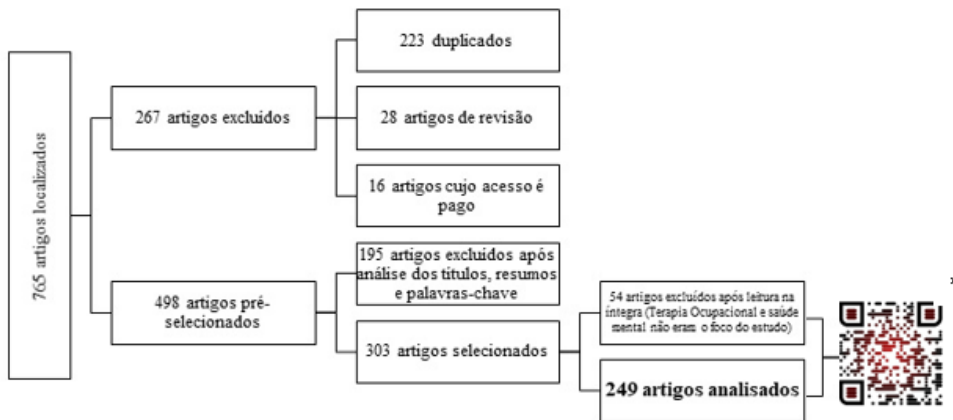 765 artigos localizados
267 artigos excluídos
223 duplicados
28 artigos de revisão
16 artigos cujo acesso é
pago
498 artigos pré-
selecionados
195 artigos excluídos após
análise dos títulos, resumos
e palavras-chave
303 artigos selecionados
54 artigos excluídos após leitura na
íntegra (Terapia Ocupacional e saúde
mental não eram o foco do estudo)
249 artigos analisados
*